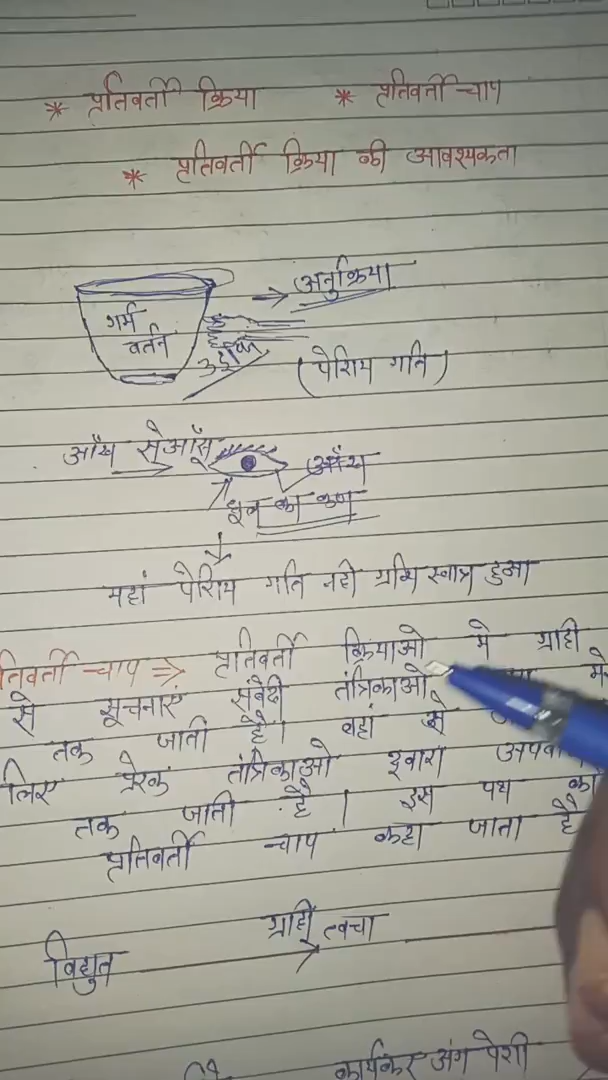 * प्रतिवर्ती क्रिया * प्रतिवर्ती चाप
* प्रतिवर्ती क्रिया की आवश्यकता
→ अनुक्रिया
गर्म
बर्तन
(पेशिय गति)
आँख से आँसू
धूल का कण
यहां पेशिय गति नही ग्रंथि स्त्राव हुआ
तिवर्ती चाप ⇒ प्रतिवर्ती क्रियाओ मे ग्राही
से सूचनाएं संवेदी तंत्रिकाओ मे
तक जाती है। वहां से
लिए प्रेरक तंत्रिकाओ द्वारा
तक जाती है। इस पथ को
प्रतिवर्ती चाप कहा जाता है
ग्राही त्वचा
विद्युत
कार्यकर अंग पेशी